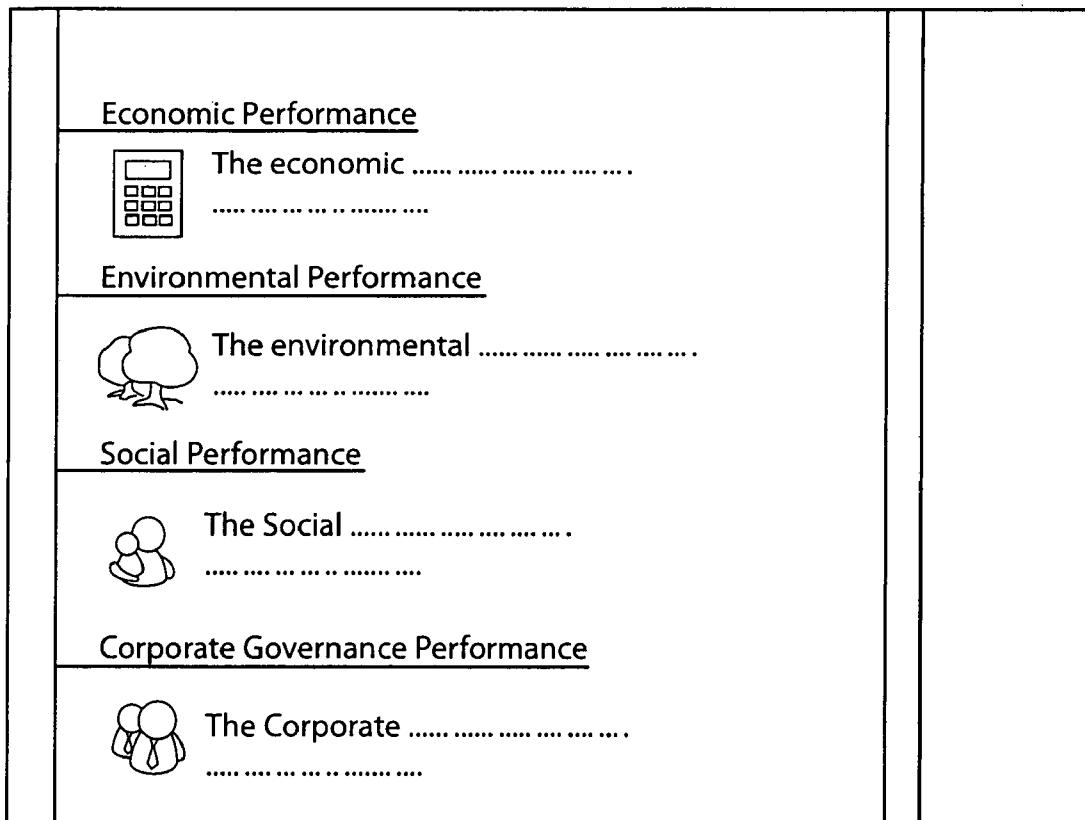 Economic Performance
The economic ...... ...... ..... .... .... ... .
..... .... ... ... .. ....... ....
Environmental Performance
The environmental ...... ...... ..... .... .... ... .
..... .... ... ... .. ....... ....
Social Performance
The Social ...... ...... ..... .... .... ... .
..... .... ... ... .. ....... ....
Corporate Governance Performance
The Corporate ...... ...... ..... .... .... ... .
..... .... ... ... .. ....... ....